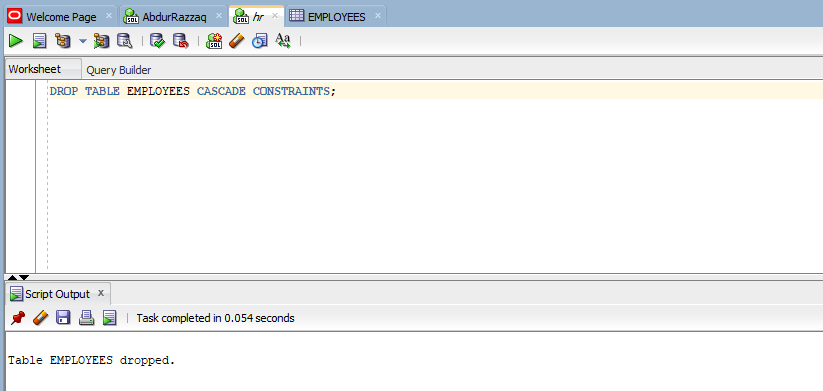 Welcome Page AbdurRazzaq hr EMPLOYEES
Worksheet Query Builder
DROP TABLE EMPLOYEES CASCADE CONSTRAINTS;
Script Output x
Task completed in 0.054 seconds
Table EMPLOYEES dropped.